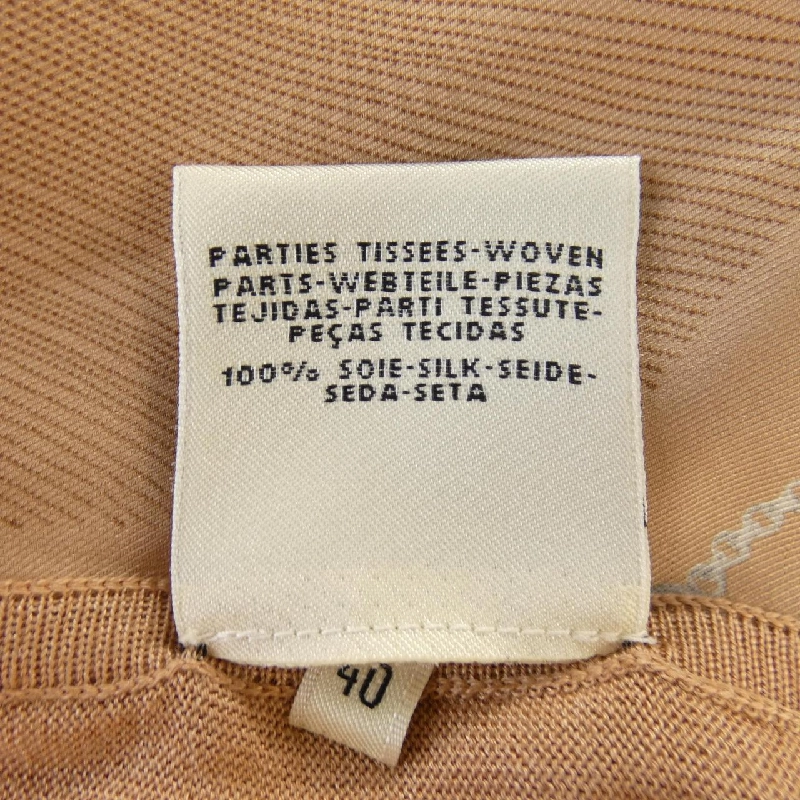 PARTIES TISSEES-WOVEN
PARTS-WEBTEILE-PIEZAS
TEJIDAS-PARTI TESSUTE-
PEÇAS TECIDAS
100% SOIE-SILK-SEIDE-
SEDA-SETA
40